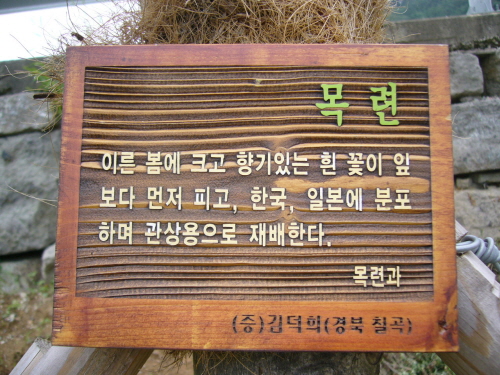 목련
이른 봄에 크고 향기있는 흰 꽃이 잎
보다 먼저 피고, 한국, 일본에 분포
하며 관상용으로 재배한다.
목련과
(증)김덕희(경북 칠곡)